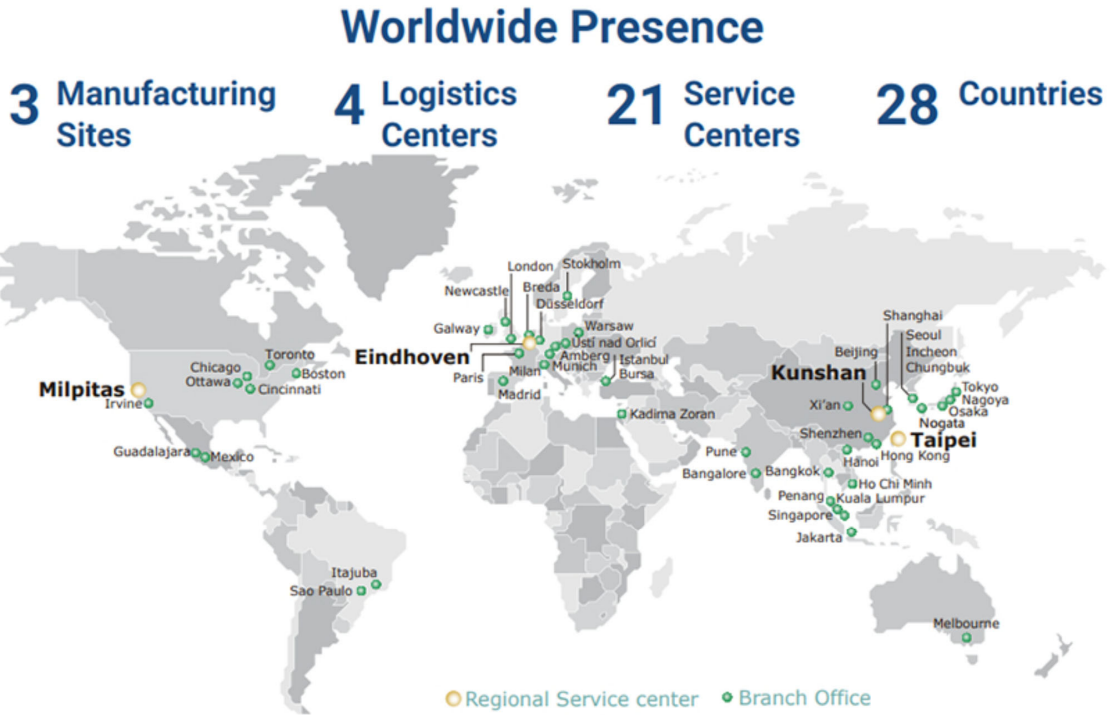 Worldwide Presence
3 Manufacturing Sites
4 Logistics Centers
21 Service Centers
28 Countries
London
Stokholm
Newcastle
Breda
Düsseldorf
Galway
Warsaw
Eindhoven
Ústí nad Orlicí
Amberg
Istanbul
Paris
Milan
Munich
Bursa
Madrid
Kadima Zoran
Toronto
Chicago
Boston
Ottawa
Cincinnati
Milpitas
Irvine
Guadalajara
Mexico
Shanghai
Seoul
Beijing
Incheon
Chungbuk
Kunshan
Tokyo
Xi'an
Nagoya
Osaka
Nogata
Shenzhen
Taipei
Pune
Hanoi
Hong Kong
Bangalore
Bangkok
Ho Chi Minh
Penang
Kuala Lumpur
Singapore
Jakarta
Itajuba
Sao Paulo
Melbourne
Regional Service center
Branch Office